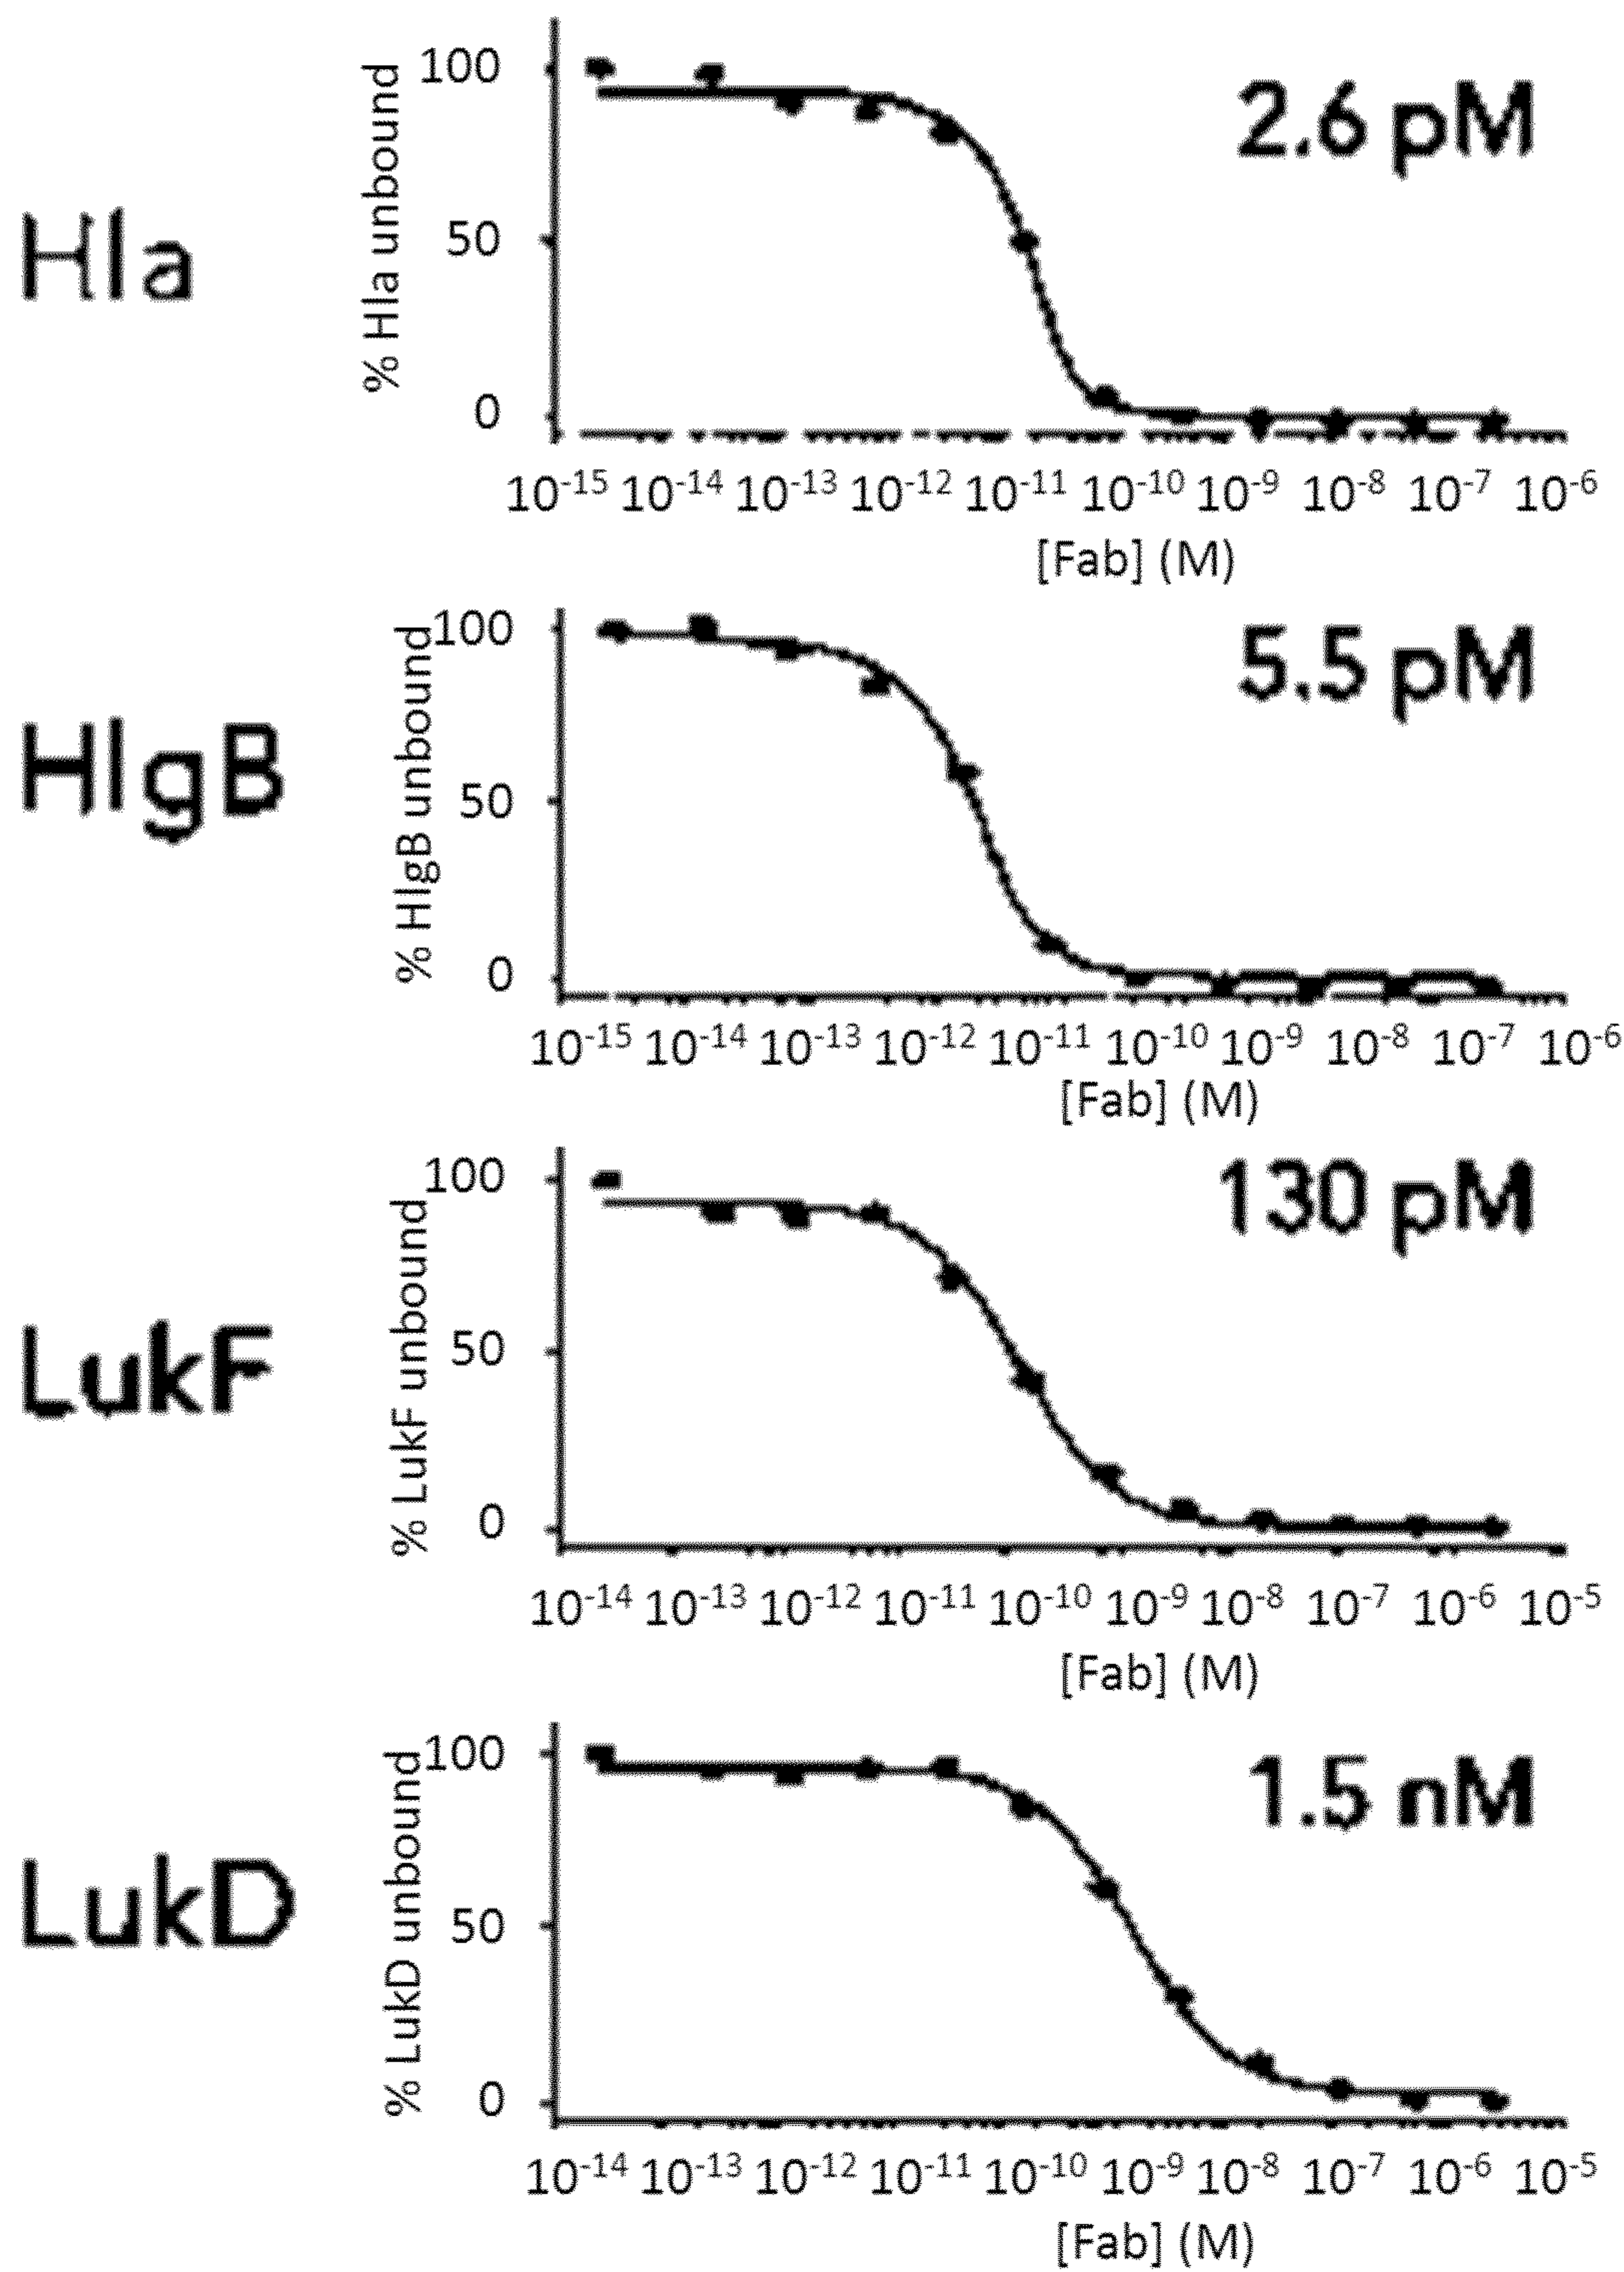 Hla
% Hla unbound
2.6 pM
100
50
0
10-15 10-14 10-13 10-12 10-11 10-10 10-9 10-8 10-7 10-6
[Fab] (M)
HlgB
% HlgB unbound
5.5 pM
100
50
0
10-15 10-14 10-13 10-12 10-11 10-10 10-9 10-8 10-7 10-6
[Fab] (M)
LukF
% LukF unbound
130 pM
100
50
0
10-14 10-13 10-12 10-11 10-10 10-9 10-8 10-7 10-6 10-5
[Fab] (M)
LukD
% LukD unbound
1.5 nM
100
50
0
10-14 10-13 10-12 10-11 10-10 10-9 10-8 10-7 10-6 10-5
[Fab] (M)